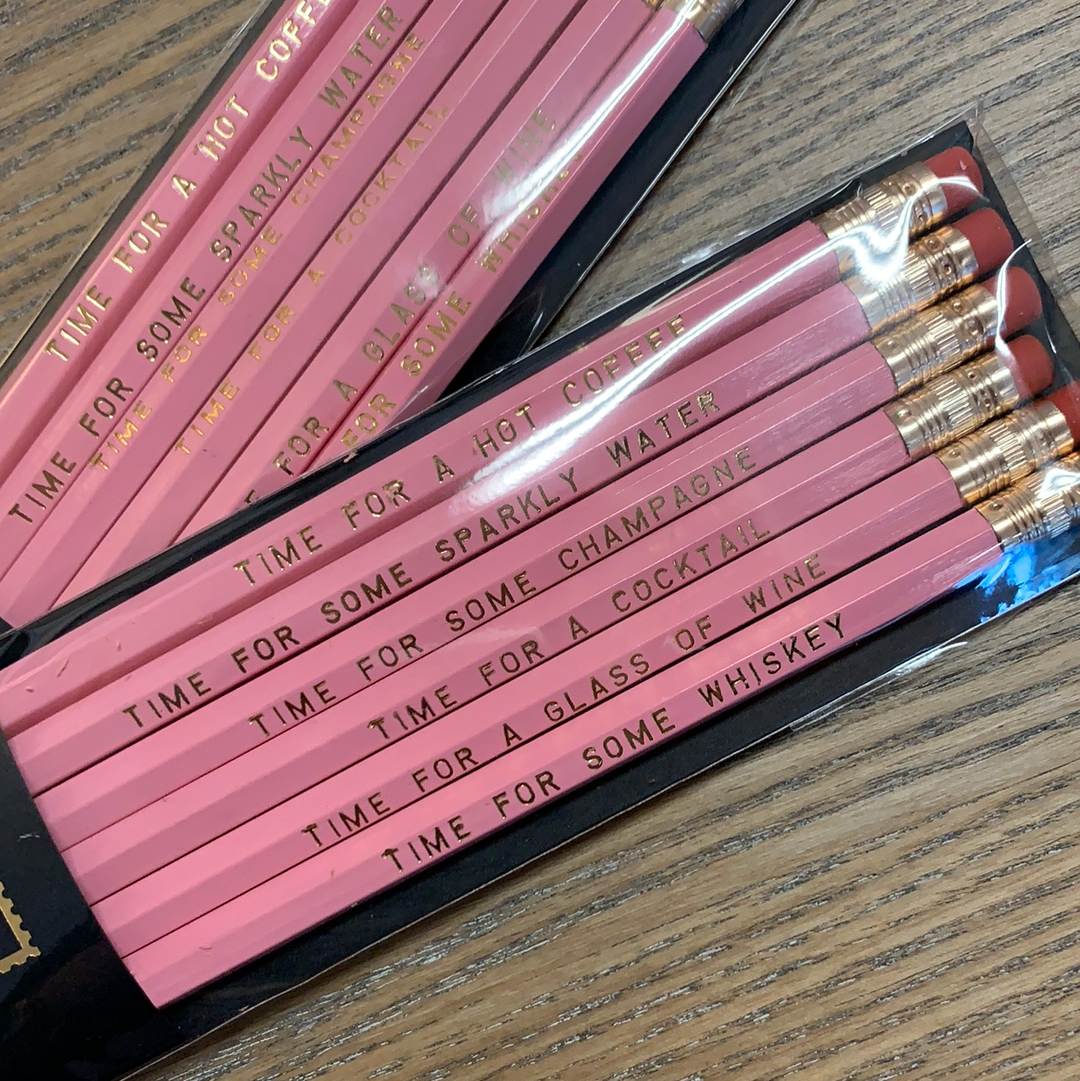 TIME FOR A HOT COFFE
TIME FOR SOME SPARKLY WATER
TIME FOR SOME CHAMPAGNE
TIME FOR A COCKTAIL
FOR A GLASS OF WINE
FOR SOME WHISKEY
TIME FOR A HOT COFFEE
TIME FOR SOME SPARKLY WATER
TIME FOR SOME CHAMPAGNE
TIME FOR A COCKTAIL
TIME FOR A GLASS OF WINE
TIME FOR SOME WHISKEY